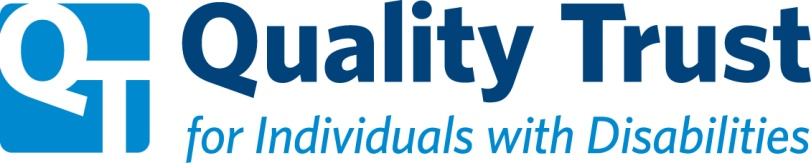 QT
Quality Trust
for Individuals with Disabilities